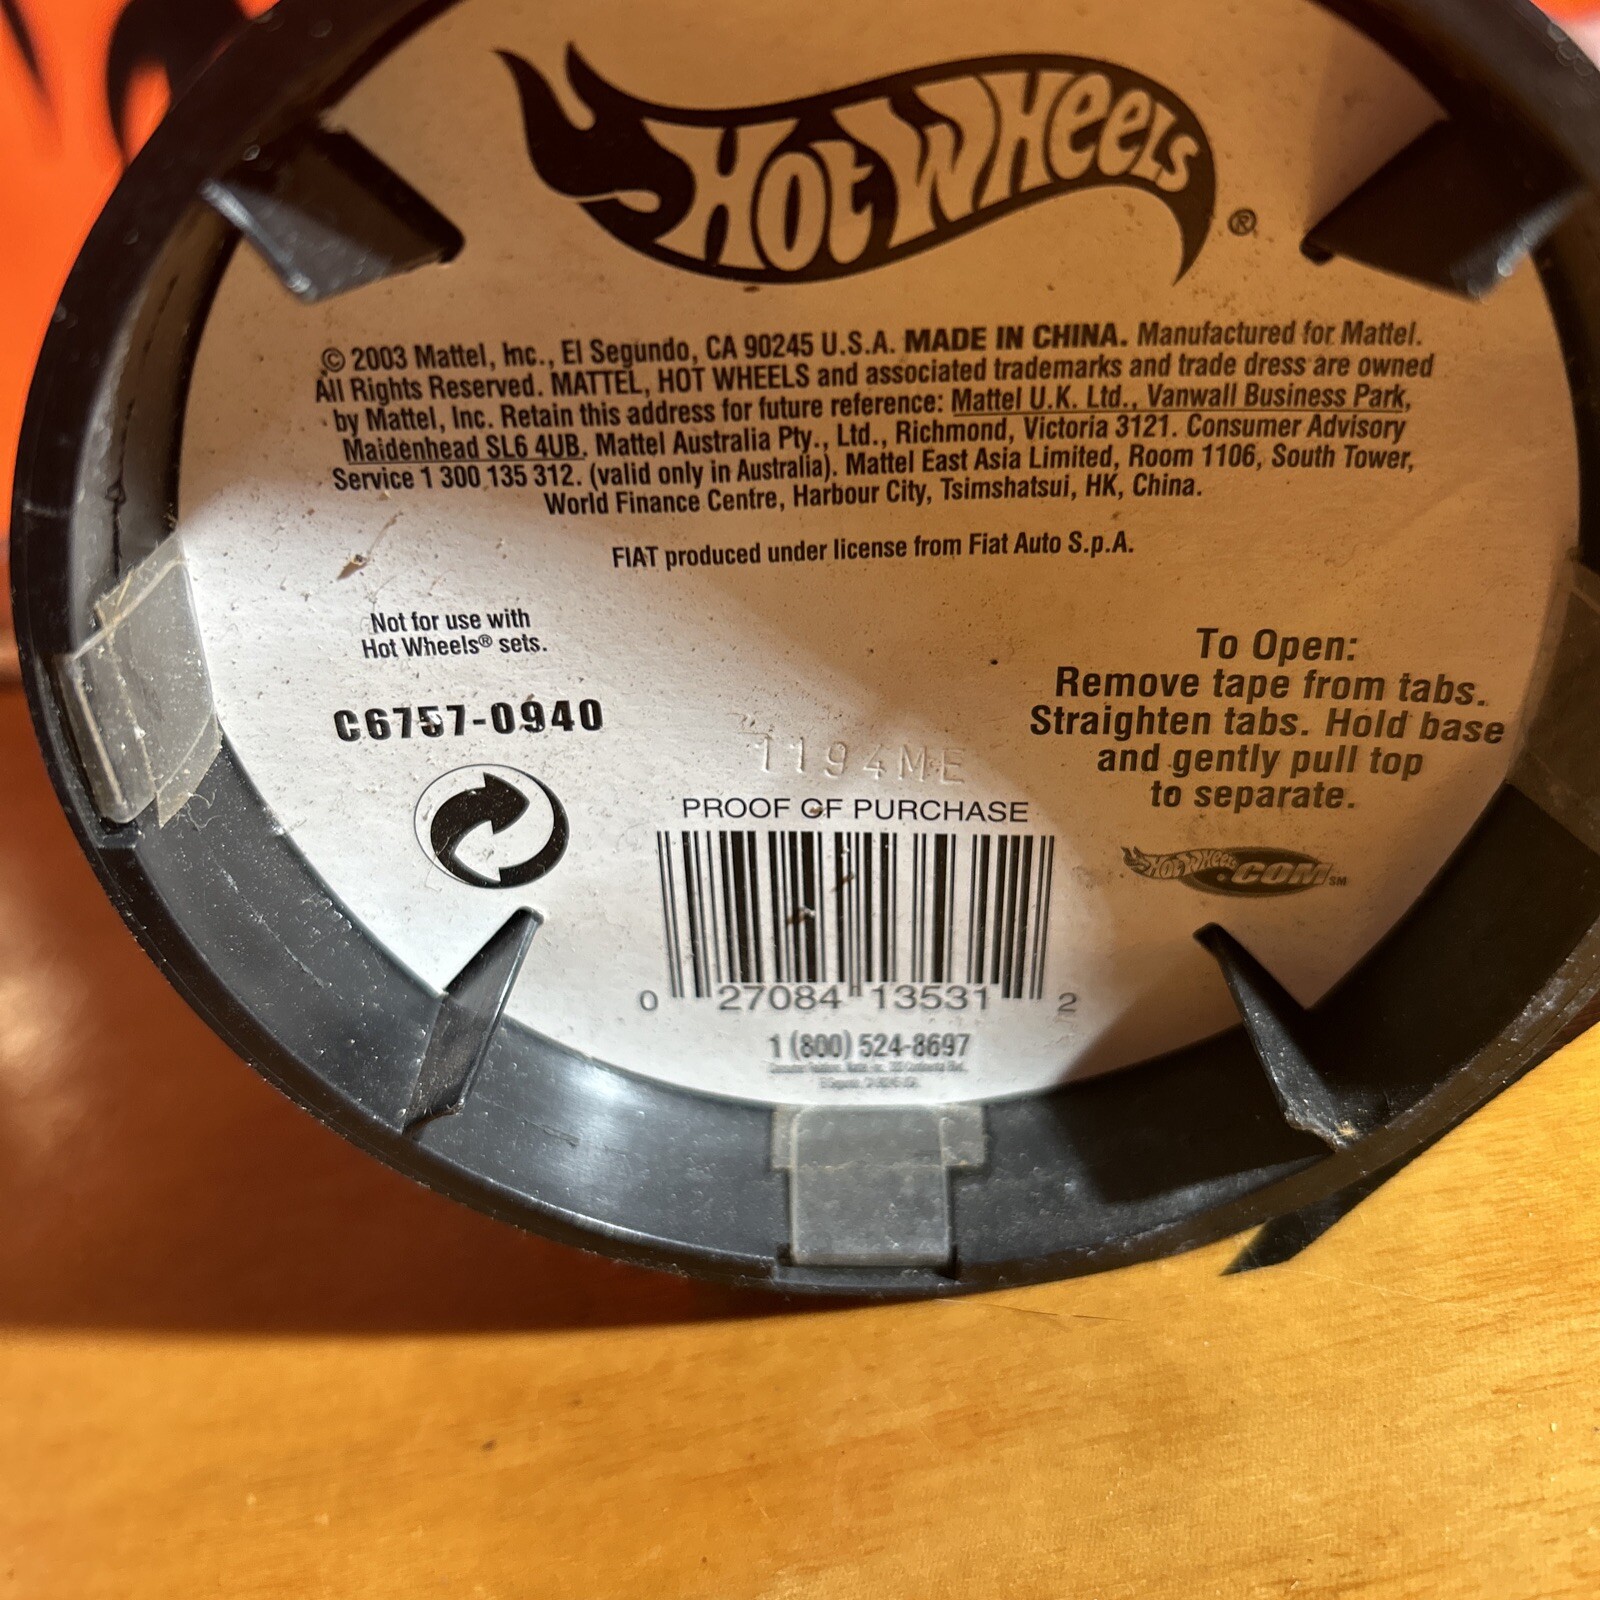 Hot Wheels ®
© 2003 Mattel, Inc., El Segundo, CA 90245 U.S.A. MADE IN CHINA. Manufactured for Mattel.
All Rights Reserved. MATTEL, HOT WHEELS and associated trademarks and trade dress are owned
by Mattel, Inc. Retain this address for future reference: Mattel U.K. Ltd., Vanwall Business Park,
Maidenhead SL6 4UB. Mattel Australia Pty., Ltd., Richmond, Victoria 3121. Consumer Advisory
Service 1 300 135 312. (valid only in Australia). Mattel East Asia Limited, Room 1106, South Tower,
World Finance Centre, Harbour City, Tsimshatsui, HK, China.
FIAT produced under license from Fiat Auto S.p.A.
Not for use with
Hot Wheels® sets.
C6757-0940
To Open:
Remove tape from tabs.
Straighten tabs. Hold base
and gently pull top
to separate.
Hot Wheels .COM SM
1194ME
PROOF OF PURCHASE
0 27084 13531 2
1 (800) 524-8697